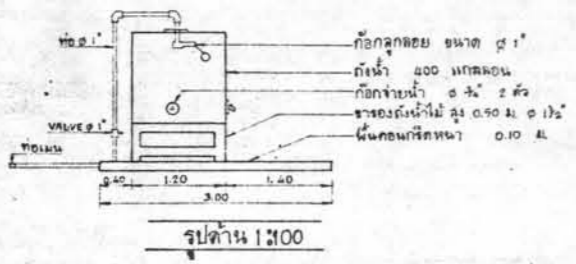 ท่อ ø 1"
ก๊อกลูกลอย ขนาด ø 1"
ถังน้ำ 400 แกลลอน
ก๊อกจ่ายน้ำ ø ¾" 2 ตัว
VALVE ø 1"
ขารองถังน้ำไม้ สูง 0.50 ม. ø 1½"
พื้นคอนกรีตหนา 0.10 ม.
ท่อเมน
0.40 1.20 1.40
3.00
รูปด้าน 1:100